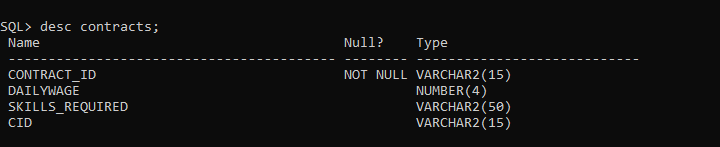 SQL> desc contracts;
Name Null? Type
----------------------------------------- -------- ----------------------------
CONTRACT_ID NOT NULL VARCHAR2(15)
DAILYWAGE NUMBER(4)
SKILLS_REQUIRED VARCHAR2(50)
CID VARCHAR2(15)